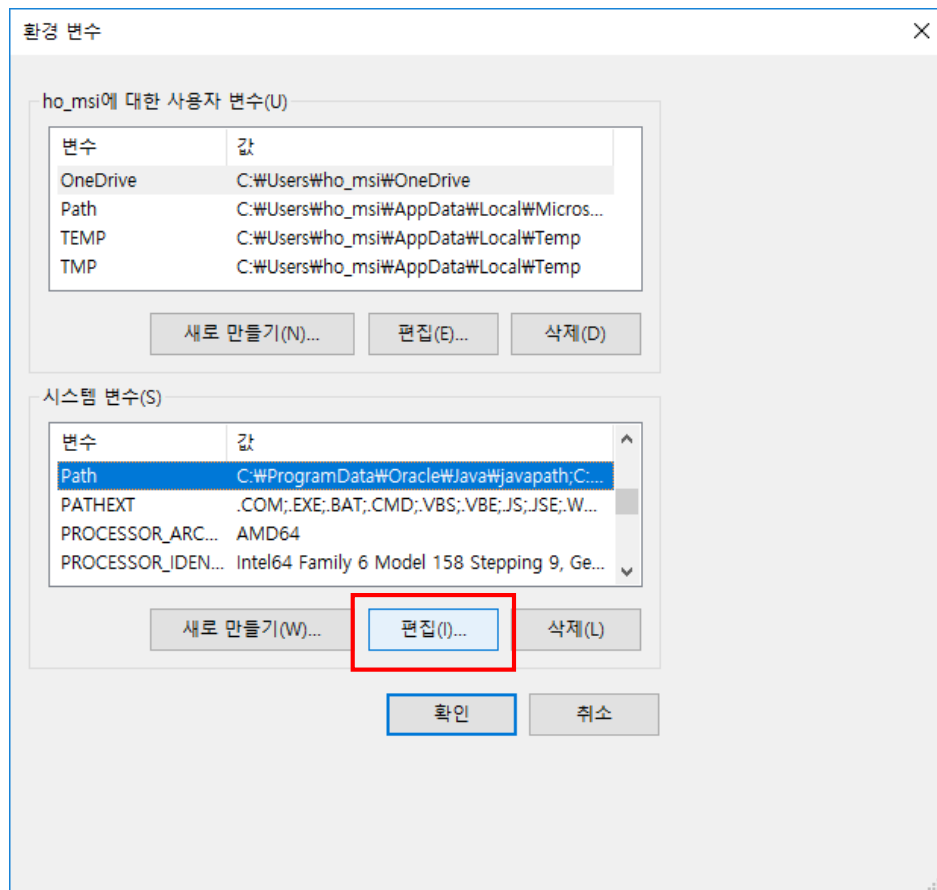 환경 변수
ho_msi에 대한 사용자 변수(U)
변수 값
OneDrive C:₩Users₩ho_msi₩OneDrive
Path C:₩Users₩ho_msi₩AppData₩Local₩Micros...
TEMP C:₩Users₩ho_msi₩AppData₩Local₩Temp
TMP C:₩Users₩ho_msi₩AppData₩Local₩Temp
새로 만들기(N)... 편집(E)... 삭제(D)
시스템 변수(S)
변수 값
Path C:₩ProgramData₩Oracle₩Java₩javapath;C:...
PATHEXT .COM;.EXE;.BAT;.CMD;.VBS;.VBE;.JS;.JSE;.W...
PROCESSOR_ARC... AMD64
PROCESSOR_IDEN... Intel64 Family 6 Model 158 Stepping 9, Ge...
새로 만들기(W)... 편집(I)... 삭제(L)
확인 취소